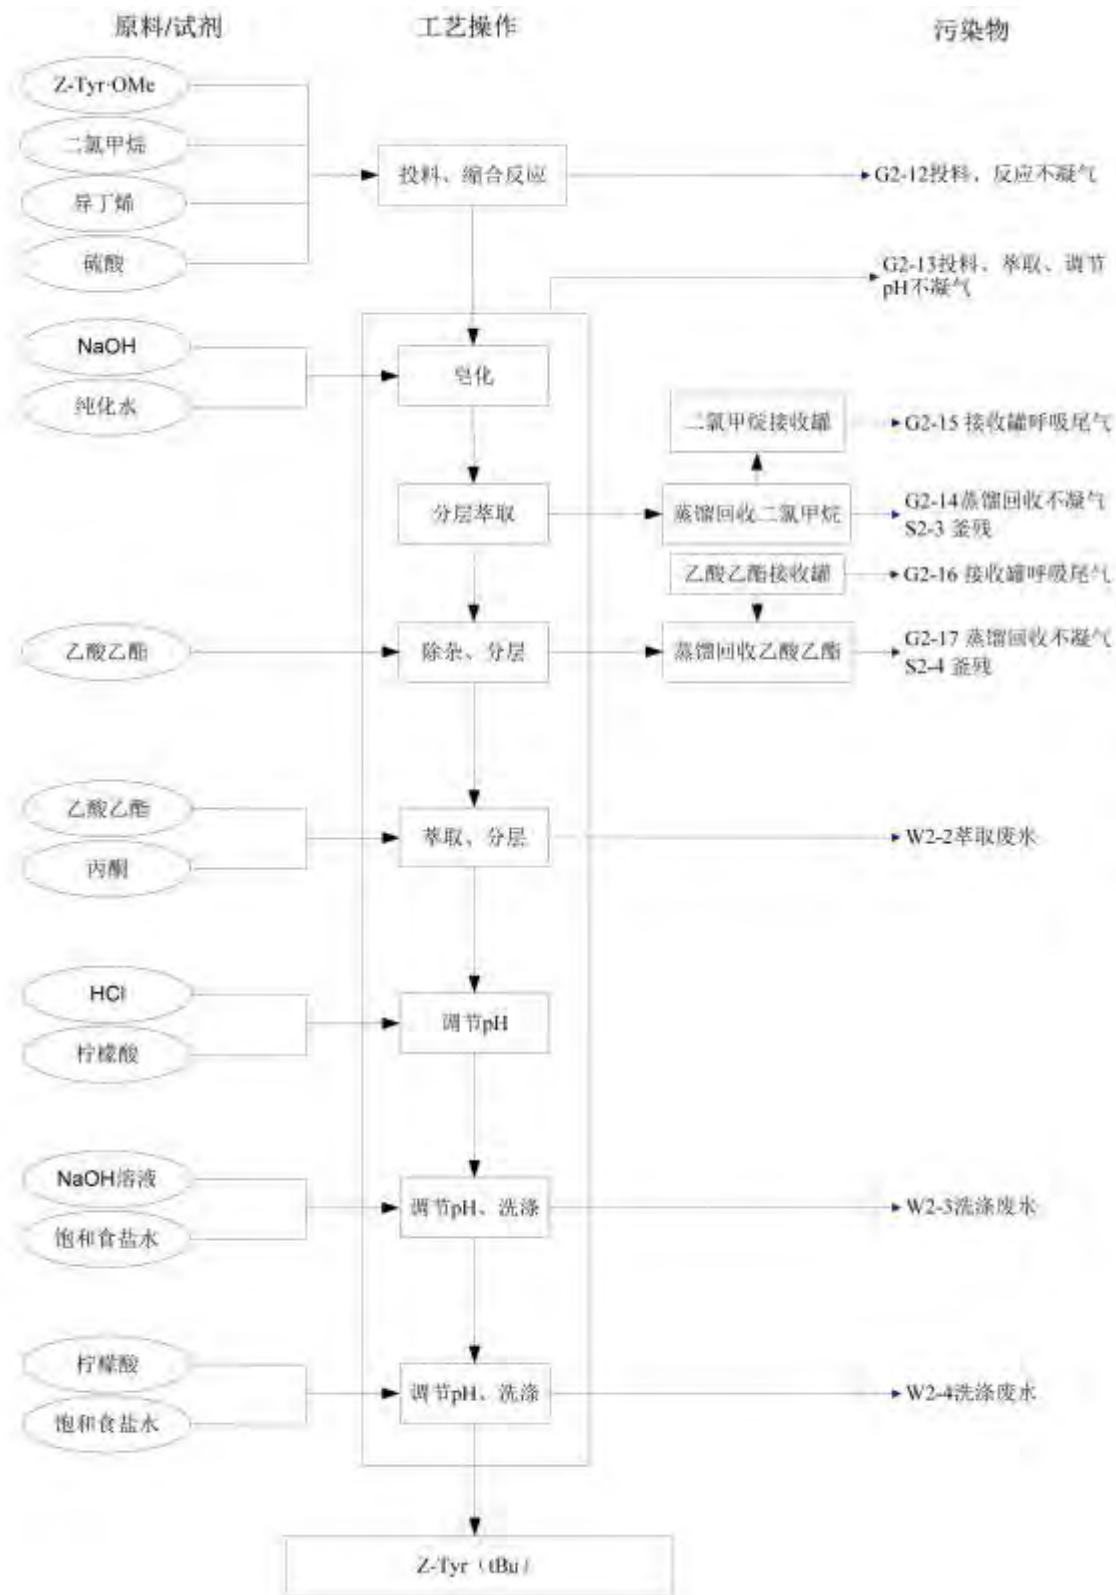 原料/试剂
工艺操作
污染物
Z-Tyr·OMe
二氯甲烷
异丁烯
硫酸
投料、缩合反应
G2-12投料、反应不凝气
G2-13投料、萃取、调节
pH不凝气
NaOH
纯化水
皂化
二氯甲烷接收罐
G2-15 接收罐呼吸尾气
分层萃取
蒸馏回收二氯甲烷
G2-14蒸馏回收不凝气
S2-3 釜残
乙酸乙酯接收罐
G2-16 接收罐呼吸尾气
乙酸乙酯
除杂、分层
蒸馏回收乙酸乙酯
G2-17 蒸馏回收不凝气
S2-4 釜残
乙酸乙酯
丙酮
萃取、分层
W2-2萃取废水
HCl
柠檬酸
调节pH
NaOH溶液
饱和食盐水
调节pH、洗涤
W2-3洗涤废水
柠檬酸
饱和食盐水
调节pH、洗涤
W2-4洗涤废水
Z-Tyr（tBu）